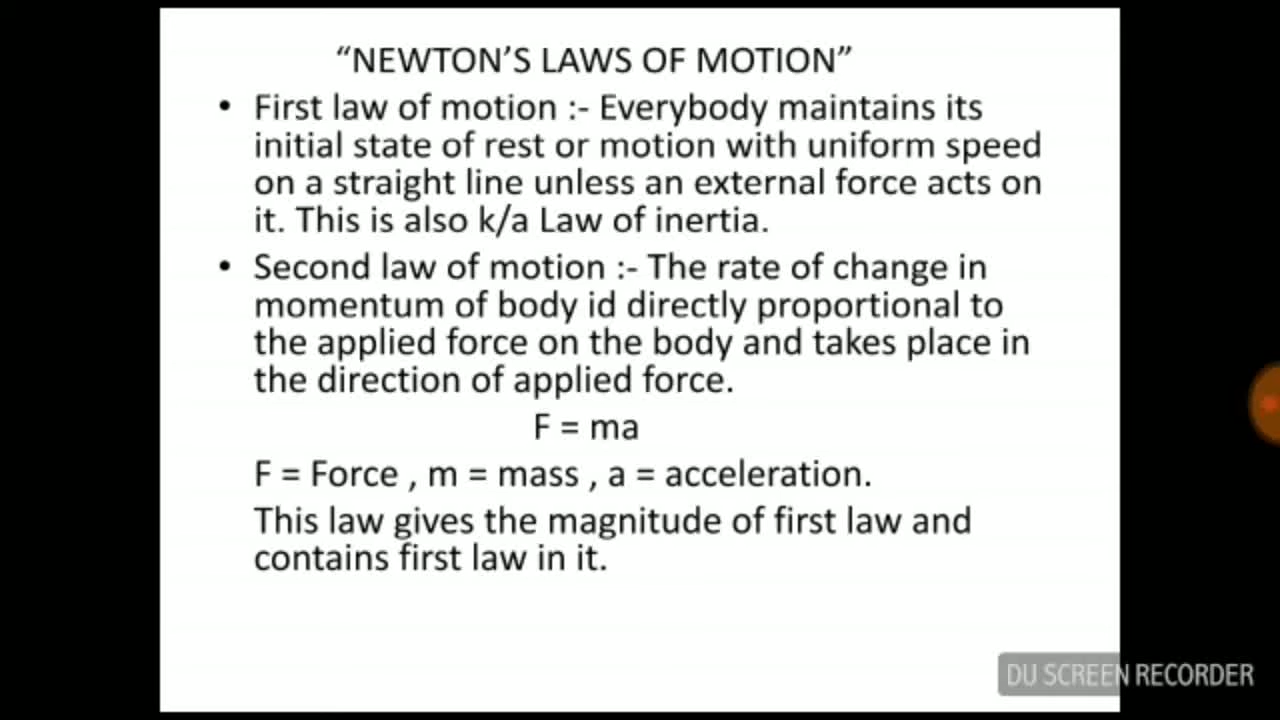 “NEWTON’S LAWS OF MOTION”
• First law of motion :- Everybody maintains its
initial state of rest or motion with uniform speed
on a straight line unless an external force acts on
it. This is also k/a Law of inertia.
• Second law of motion :- The rate of change in
momentum of body id directly proportional to
the applied force on the body and takes place in
the direction of applied force.
F = ma
F = Force , m = mass , a = acceleration.
This law gives the magnitude of first law and
contains first law in it.
DU SCREEN RECORDER